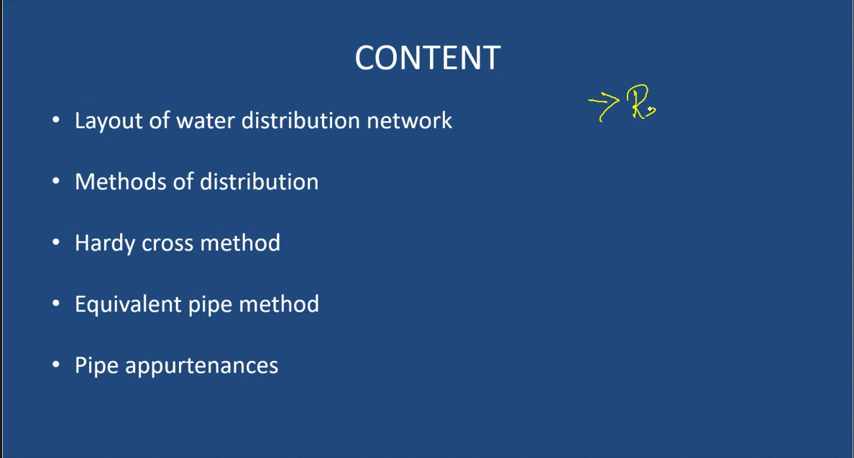 CONTENT
• Layout of water distribution network
→ R
• Methods of distribution
• Hardy cross method
• Equivalent pipe method
• Pipe appurtenances